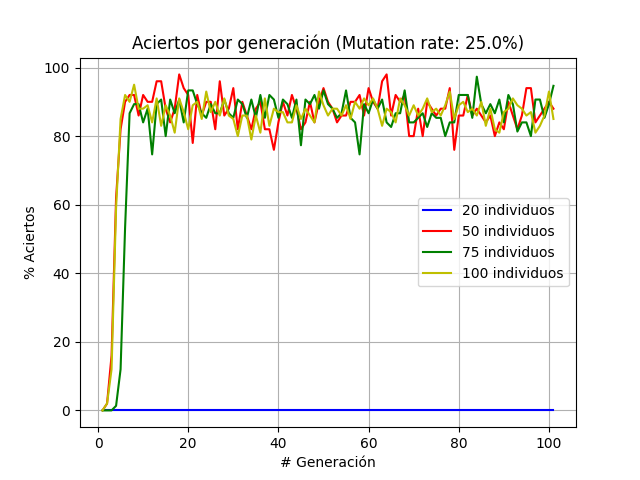 Aciertos por generación (Mutation rate: 25.0%)
100
80
60
40
20
0
% Aciertos
20 individuos
50 individuos
75 individuos
100 individuos
0 20 40 60 80 100
# Generación